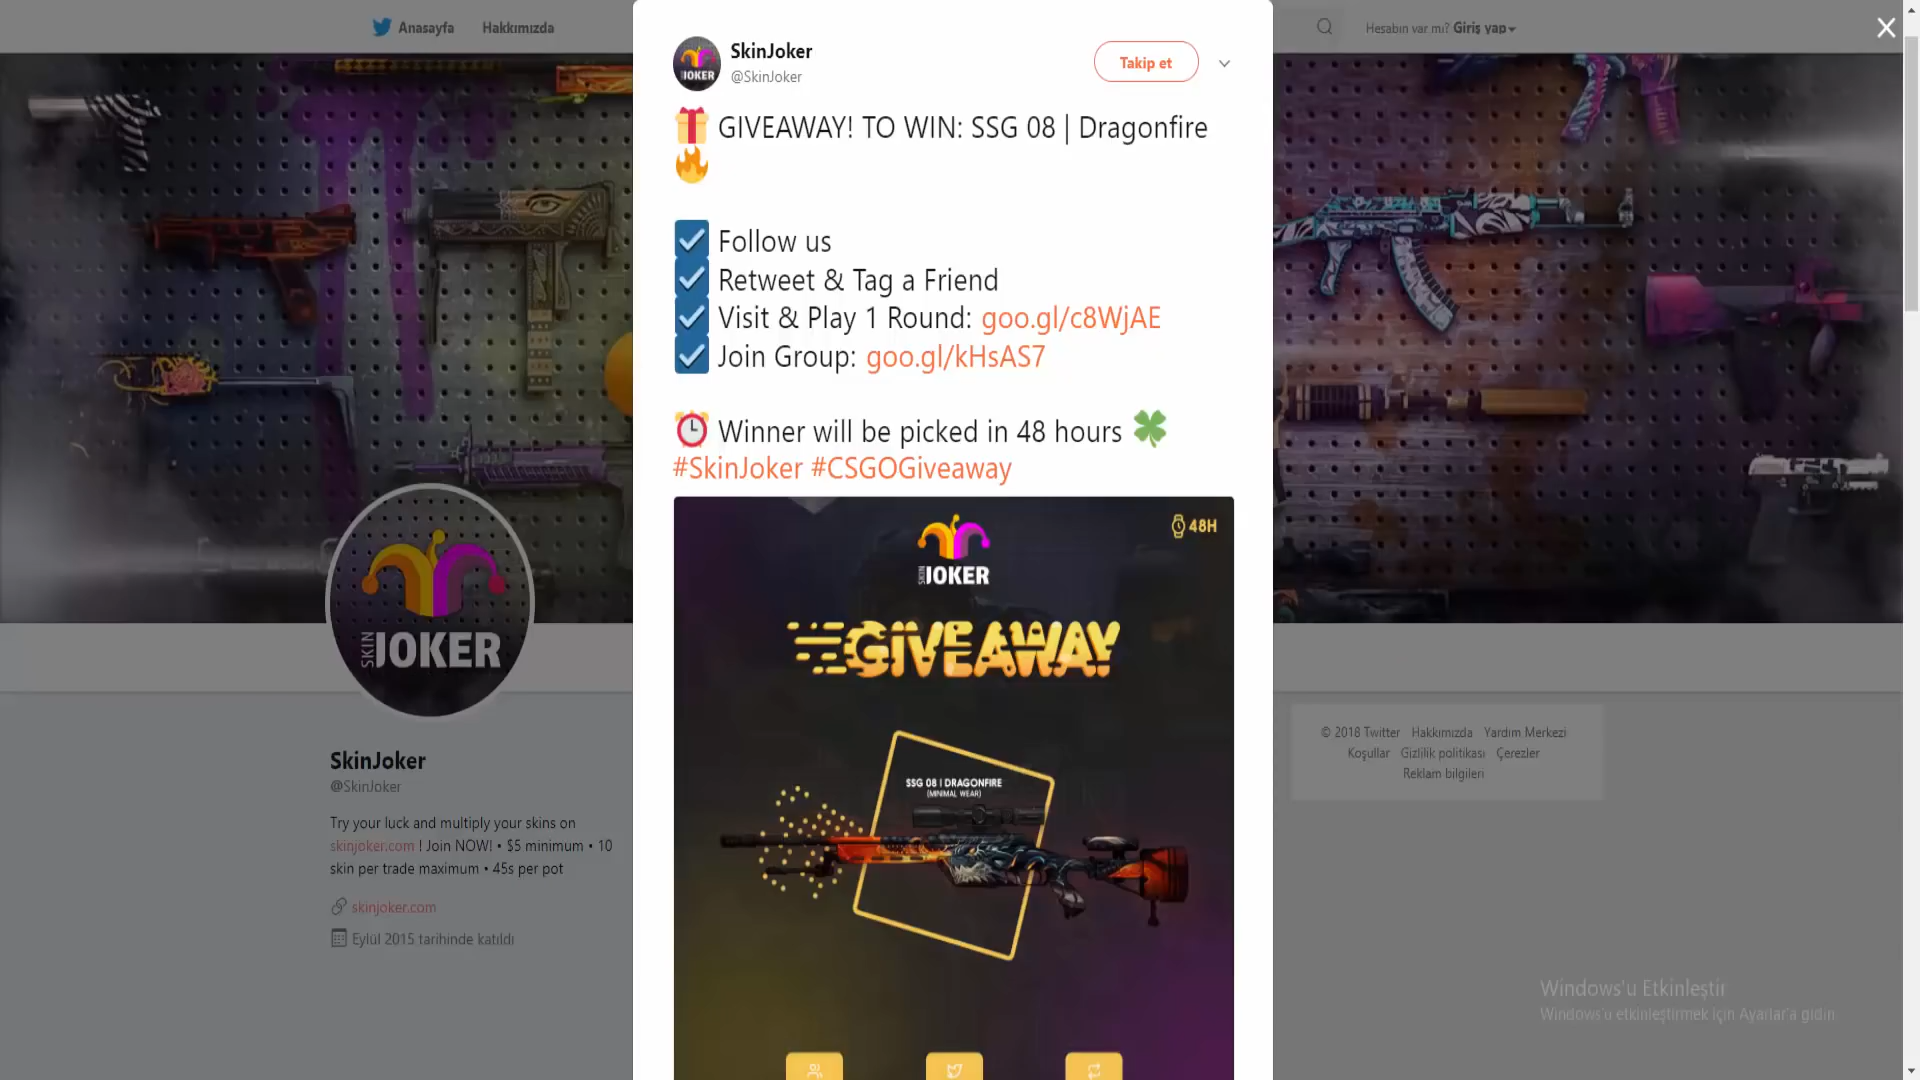 Anasayfa
Hakkımızda
Hesabın var mı? Giriş yap
SkinJoker
@SkinJoker
Takip et
GIVEAWAY! TO WIN: SSG 08 | Dragonfire
Follow us
Retweet & Tag a Friend
Visit & Play 1 Round: goo.gl/c8WjAE
Join Group: goo.gl/kHsAS7
Winner will be picked in 48 hours
#SkinJoker #CSGOGiveaway
48H
SKIN JOKER
GIVEAWAY
SSG 08 | DRAGONFIRE
(MINIMAL WEAR)
SKIN JOKER
SkinJoker
@SkinJoker
Try your luck and multiply your skins on
skinjoker.com ! Join NOW! • $5 minimum • 10
skin per trade maximum • 45s per pot
skinjoker.com
Eylül 2015 tarihinde katıldı
© 2018 Twitter Hakkımızda Yardım Merkezi
Koşullar Gizlilik politikası Çerezler
Reklam bilgileri
Windows'u Etkinleştir
Windows'u etkinleştirmek için Ayarlar'a gidin.